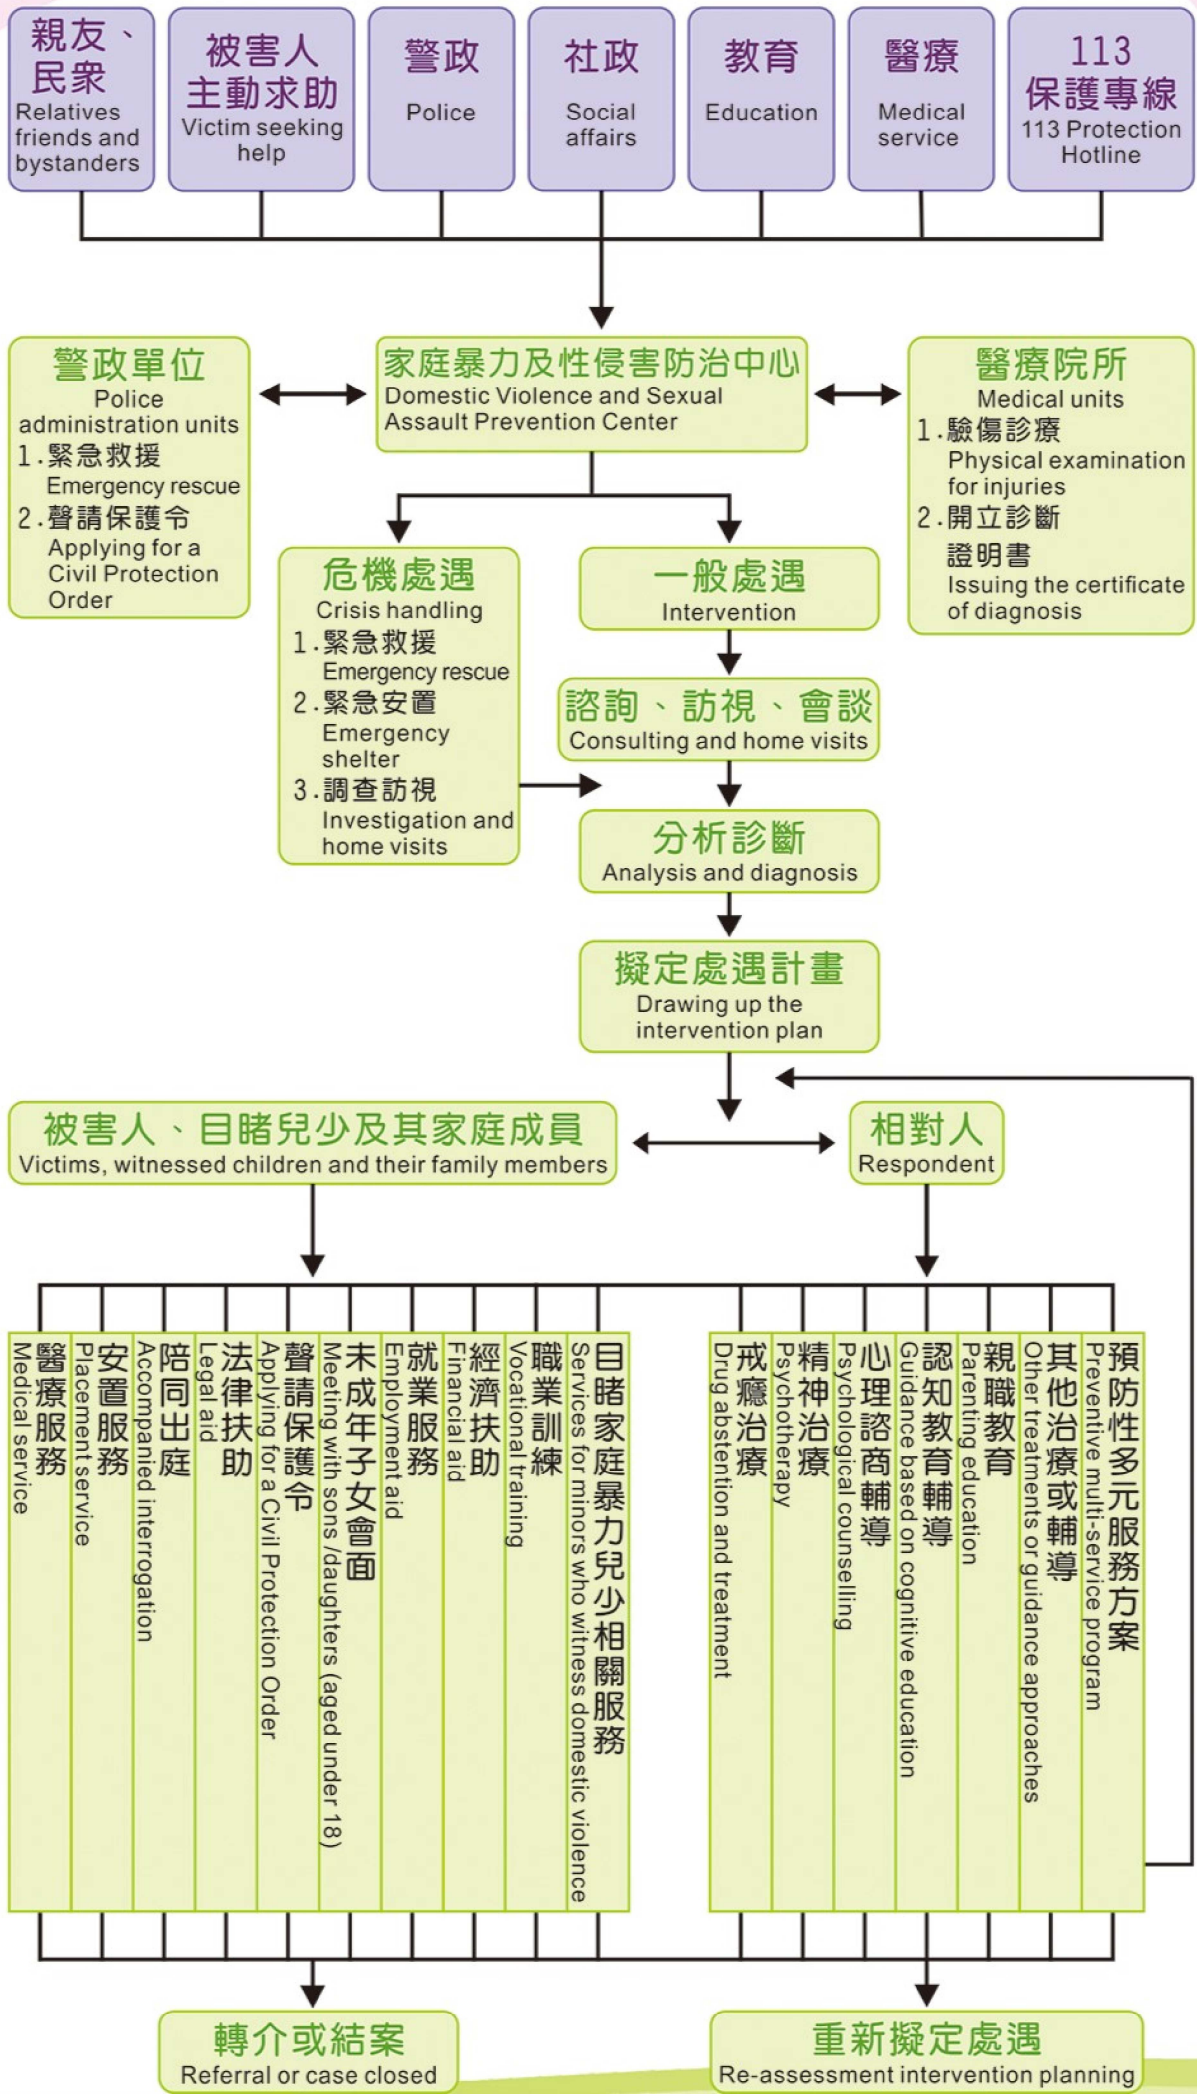 親友、
民眾
Relatives
friends and
bystanders
被害人
主動求助
Victim seeking
help
警政
Police
社政
Social
affairs
教育
Education
醫療
Medical
service
113
保護專線
113 Protection
Hotline
警政單位
Police
administration units
1.緊急救援
Emergency rescue
2.聲請保護令
Applying for a
Civil Protection
Order
家庭暴力及性侵害防治中心
Domestic Violence and Sexual
Assault Prevention Center
醫療院所
Medical units
1.驗傷診療
Physical examination
for injuries
2.開立診斷
證明書
Issuing the certificate
of diagnosis
危機處遇
Crisis handling
1.緊急救援
Emergency rescue
2.緊急安置
Emergency
shelter
3.調查訪視
Investigation and
home visits
一般處遇
Intervention
諮詢、訪視、會談
Consulting and home visits
分析診斷
Analysis and diagnosis
擬定處遇計畫
Drawing up the
intervention plan
被害人、目睹兒少及其家庭成員
Victims, witnessed children and their family members
相對人
Respondent
醫療服務
Medical service
安置服務
Placement service
陪同出庭
Accompanied interrogation
法律扶助
Legal aid
聲請保護令
Applying for a Civil Protection Order
未成年子女會面
Meeting with sons /daughters (aged under 18)
就業服務
Employment aid
經濟扶助
Financial aid
職業訓練
Vocational training
目睹家庭暴力兒少相關服務
Services for minors who witness domestic violence
戒癮治療
Drug abstention and treatment
精神治療
Psychotherapy
心理諮商輔導
Psychological counselling
認知教育輔導
Guidance based on cognitive education
親職教育
Parenting education
其他治療或輔導
Other treatments or guidance approaches
預防性多元服務方案
Preventive multi-service program
轉介或結案
Referral or case closed
重新擬定處遇
Re-assessment intervention planning